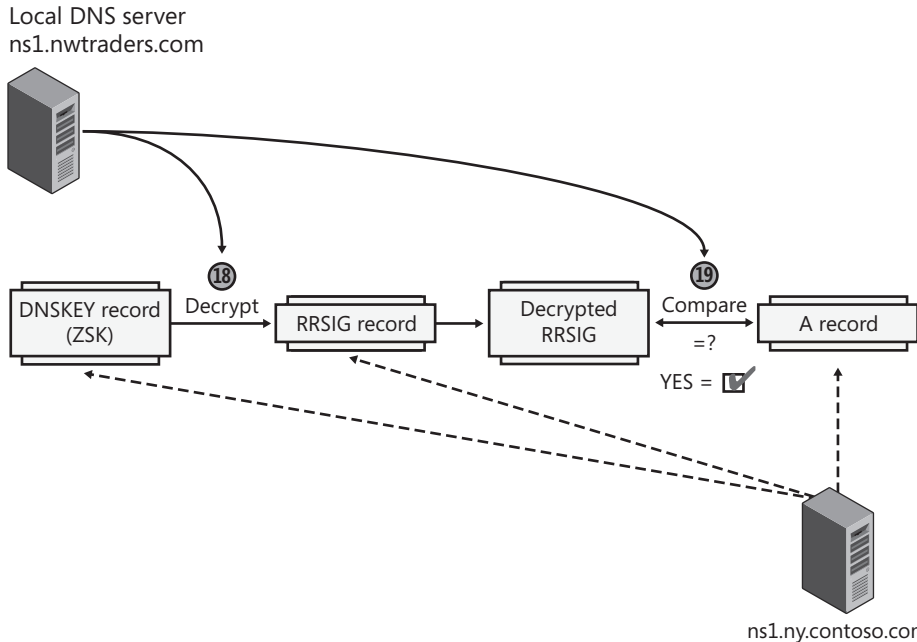 Local DNS server
ns1.nwtraders.com
18
19
DNSKEY record
(ZSK)
Decrypt
RRSIG record
Decrypted
RRSIG
Compare
=?
YES =
A record
ns1.ny.contoso.cor